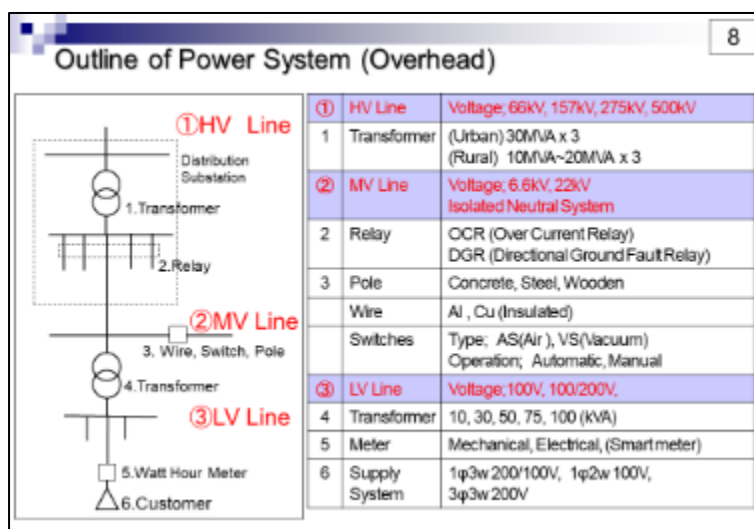 8
Outline of Power System (Overhead)
①HV Line
Distribution
Substation
1.Transformer
2.Relay
②MV Line
3. Wire, Switch, Pole
4.Transformer
③LV Line
5.Watt Hour Meter
6.Customer
① HV Line Voltage; 66kV, 157kV, 275kV, 500kV
1 Transformer (Urban) 30MVA x 3
(Rural) 10MVA~20MVA x 3
② MV Line Voltage; 6.6kV, 22kV
Isolated Neutral System
2 Relay OCR (Over Current Relay)
DGR (Directional Ground Fault Relay)
3 Pole Concrete, Steel, Wooden
Wire Al , Cu (Insulated)
Switches Type; AS(Air ), VS(Vacuum)
Operation; Automatic, Manual
③ LV Line Voltage;100V, 100/200V,
4 Transformer 10, 30, 50, 75, 100 (kVA)
5 Meter Mechanical, Electrical, (Smart meter)
6 Supply System 1φ3w 200/100V, 1φ2w 100V,
3φ3w 200V